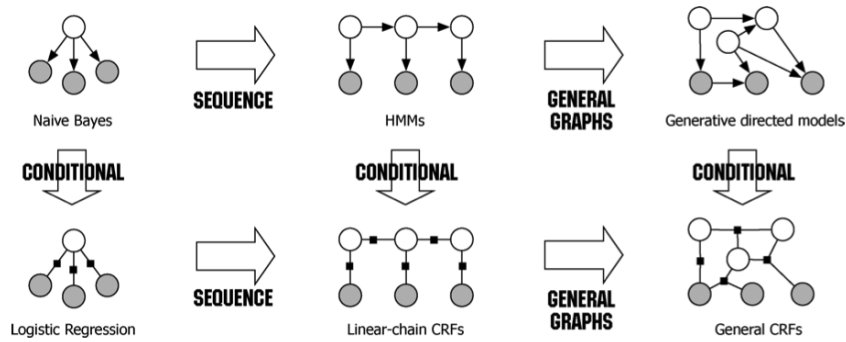 SEQUENCE
GENERAL
GRAPHS
Naive Bayes
HMMs
Generative directed models
CONDITIONAL
CONDITIONAL
CONDITIONAL
SEQUENCE
GENERAL
GRAPHS
Logistic Regression
Linear-chain CRFs
General CRFs